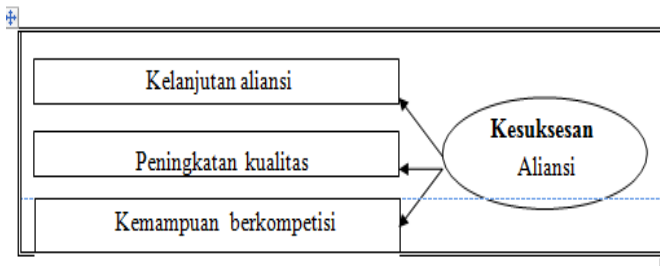 Kelanjutan aliansi
Peningkatan kualitas
Kemampuan berkompetisi
Kesuksesan
Aliansi